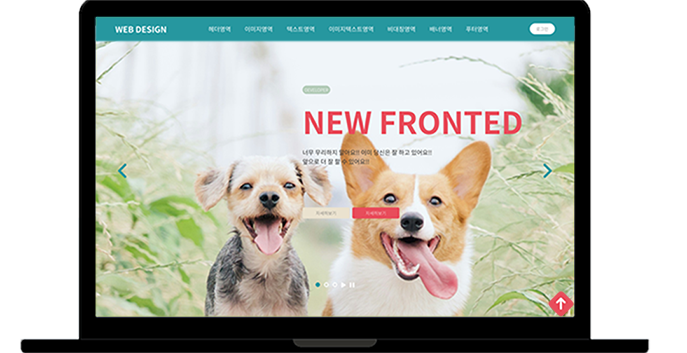 WEB DESIGN
헤더영역 이미지영역 텍스트영역 이미지텍스트영역 비대칭영역 배너영역 푸터영역
로그인
DEVELOPER
NEW FRONTED
너무 무리하지 말아요!! 이미 당신은 잘 하고 있어요!!
앞으로 더 잘 할 수 있어요!!
자세히보기 자세히보기